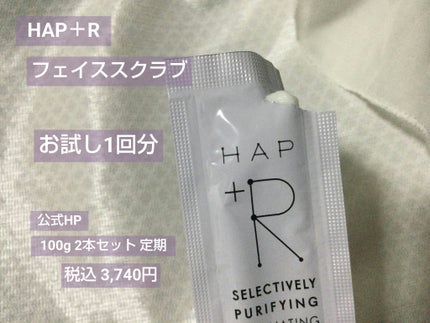 HAP＋R
フェイススクラブ
お試し1回分
公式HP
100g 2本セット 定期
税込 3,740円
HAP
+R
SELECTIVELY
PURIFYING